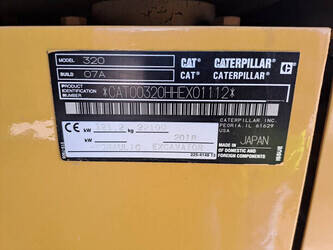 MODEL 320 CAT® CATERPILLAR®
BUILD 07A CAT® CATERPILLAR®
PRODUCT IDENTIFICATION NUMBER *CAT00320HHEX01112*
CE kW kg
kW 2018
HYDRAULIC EXCAVATOR
CATERPILLAR INC.
PEORIA, IL 61629
USA
MADE IN JAPAN
OF DOMESTIC AND
FOREIGN COMPONENTS